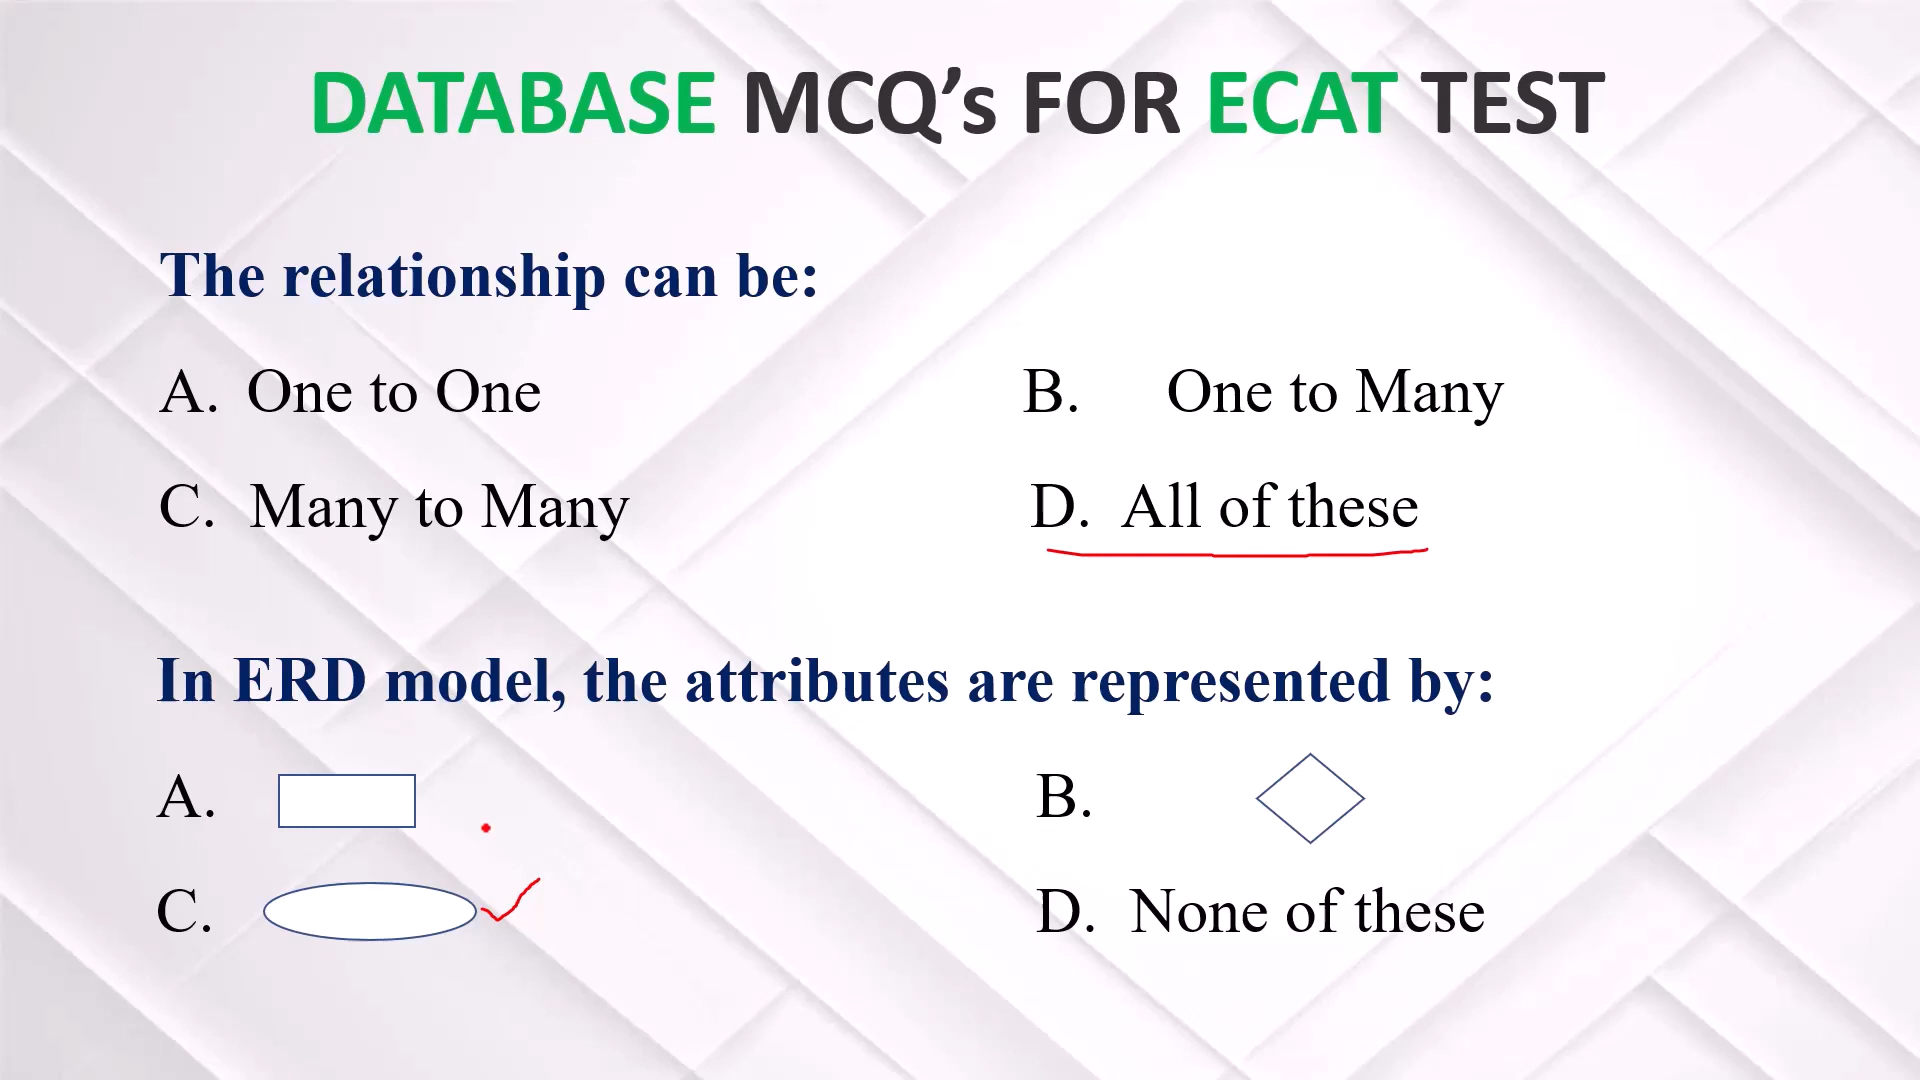 DATABASE MCQ’s FOR ECAT TEST
The relationship can be:
A. One to One B. One to Many
C. Many to Many D. All of these
In ERD model, the attributes are represented by:
A. B.
C. D. None of these